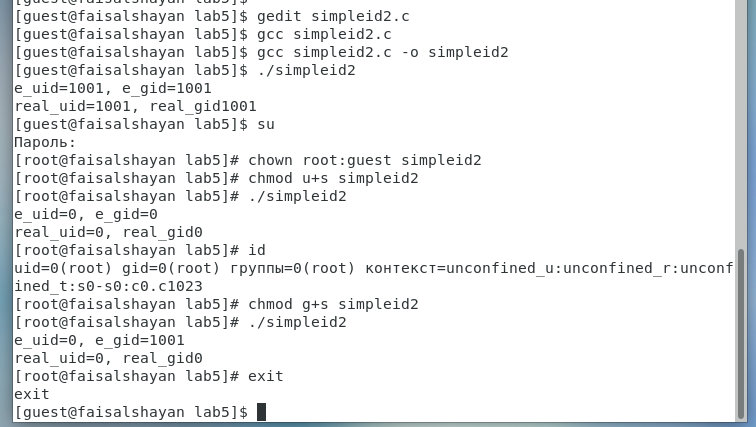 [guest@faisalshayan lab5]$
[guest@faisalshayan lab5]$ gedit simpleid2.c
[guest@faisalshayan lab5]$ gcc simpleid2.c
[guest@faisalshayan lab5]$ gcc simpleid2.c -o simpleid2
[guest@faisalshayan lab5]$ ./simpleid2
e_uid=1001, e_gid=1001
real_uid=1001, real_gid1001
[guest@faisalshayan lab5]$ su
Пароль:
[root@faisalshayan lab5]# chown root:guest simpleid2
[root@faisalshayan lab5]# chmod u+s simpleid2
[root@faisalshayan lab5]# ./simpleid2
e_uid=0, e_gid=0
real_uid=0, real_gid0
[root@faisalshayan lab5]# id
uid=0(root) gid=0(root) группы=0(root) контекст=unconfined_u:unconfined_r:unconf
ined_t:s0-s0:c0.c1023
[root@faisalshayan lab5]# chmod g+s simpleid2
[root@faisalshayan lab5]# ./simpleid2
e_uid=0, e_gid=1001
real_uid=0, real_gid0
[root@faisalshayan lab5]# exit
exit
[guest@faisalshayan lab5]$